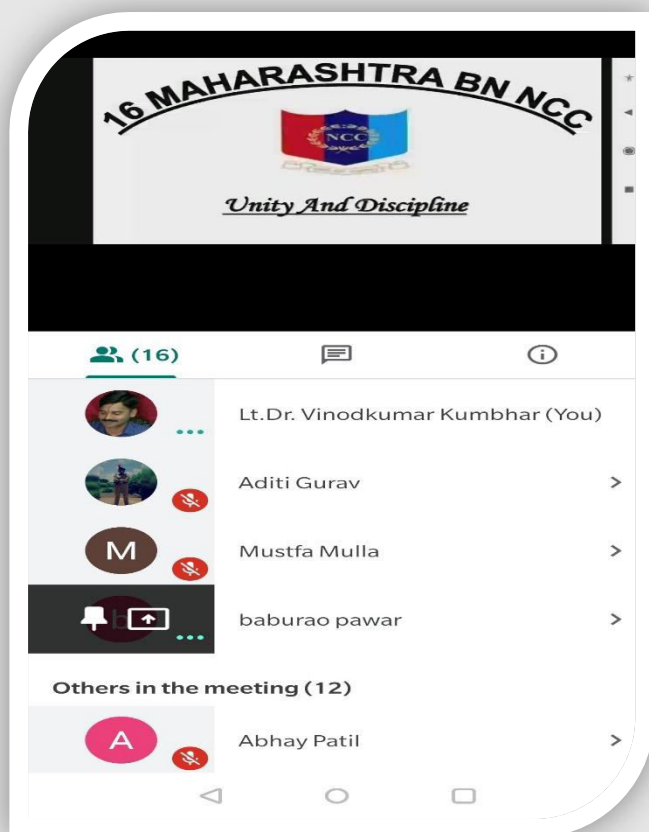 16 MAHARASHTRA BN NCC
NCC
Unity And Discipline
(16)
Lt.Dr. Vinodkumar Kumbhar (You)
Aditi Gurav
M
Mustfa Mulla
b
baburao pawar
Others in the meeting (12)
A
Abhay Patil